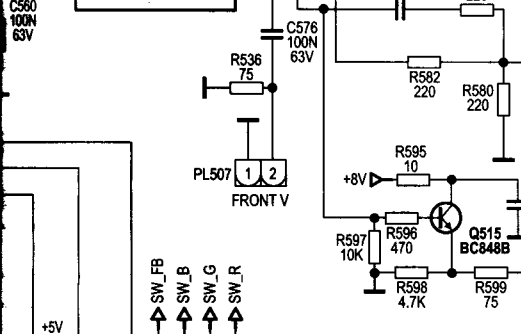 C560
100N
63V
C576
100N
63V
R536
75
R582
220
R580
220
PL507
1
2
FRONT V
R595
10
+8V
R596
470
R597
10K
Q515
BC848B
R598
4.7K
R599
75
SW_FB
SW_B
SW_G
SW_R
+5V